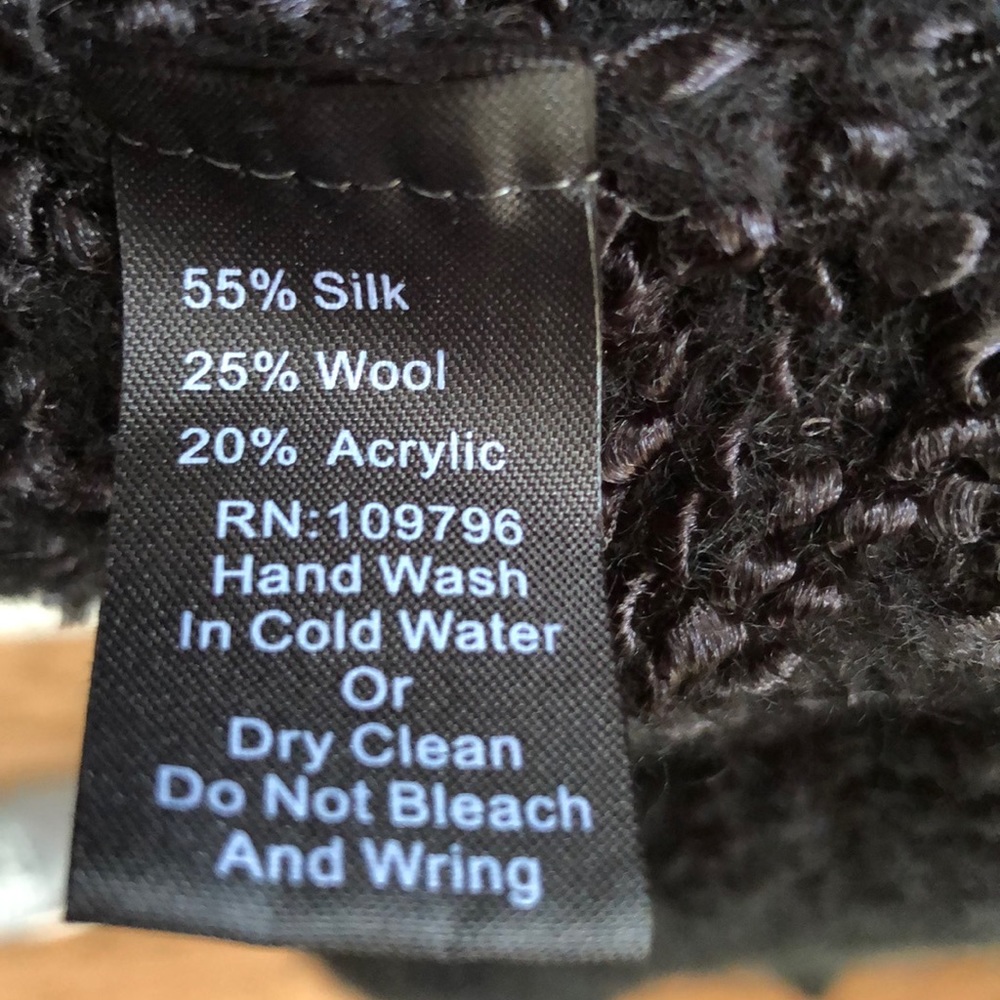 55% Silk
25% Wool
20% Acrylic
RN:109796
Hand Wash
In Cold Water
Or
Dry Clean
Do Not Bleach
And Wring